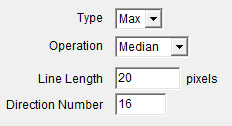 Type Max
Operation Median
Line Length 20 pixels
Direction Number 16